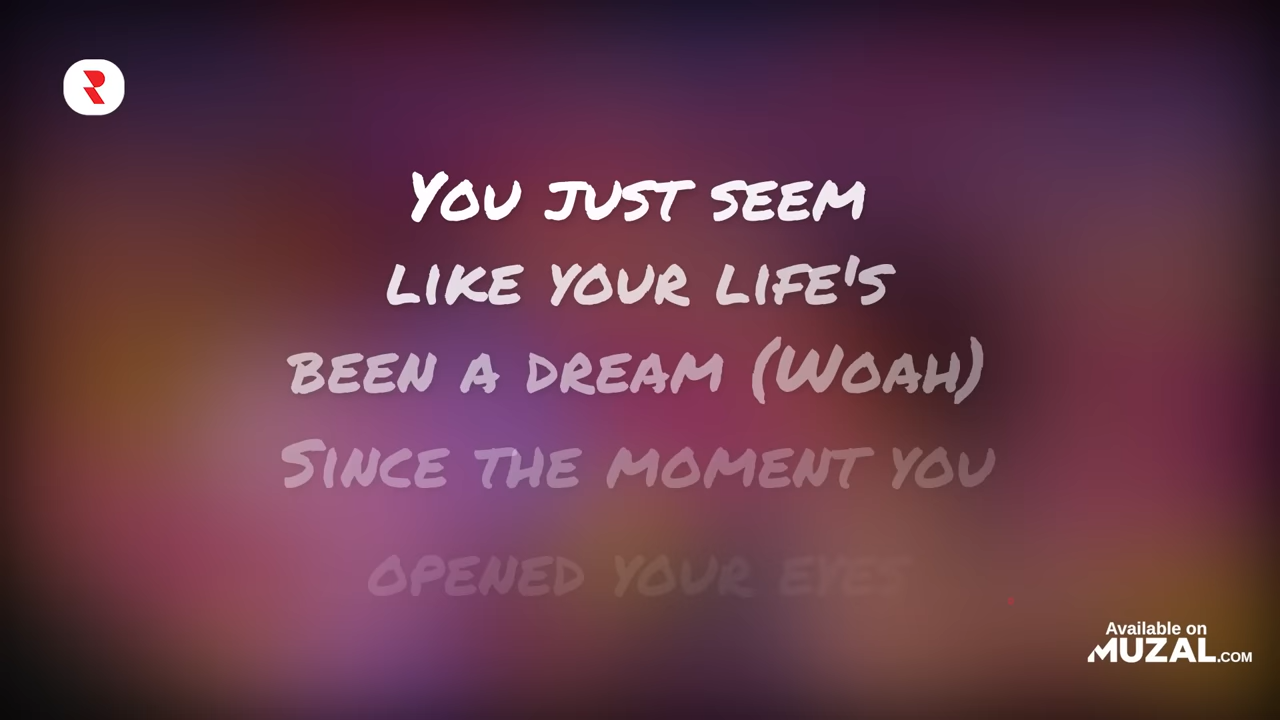 You just seem
like your life's
been a dream (Woah)
Since the moment you
opened your eyes
Available on
MUZAL.COM